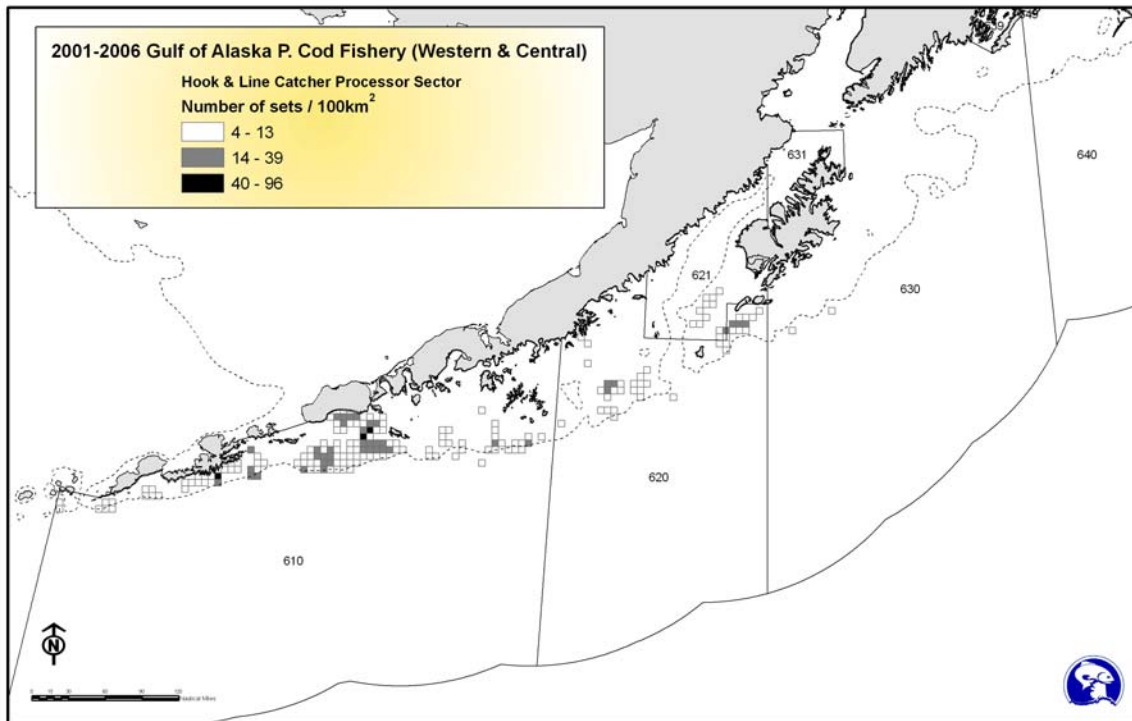 2001-2006 Gulf of Alaska P. Cod Fishery (Western & Central)
Hook & Line Catcher Processor Sector
Number of sets / 100km²
4 - 13
14 - 39
40 - 96
631
640
621
630
620
610
N